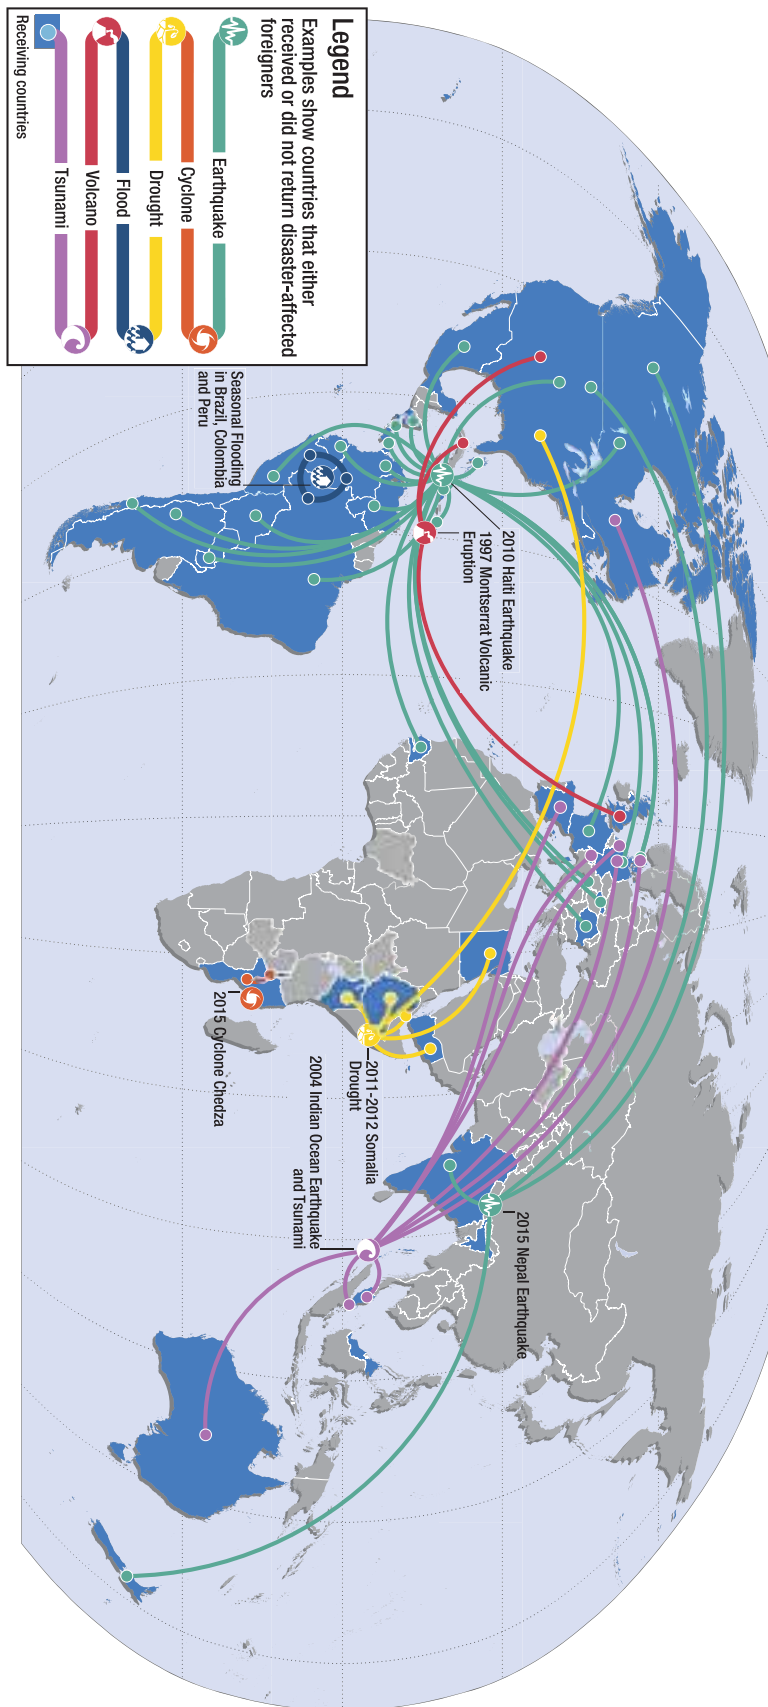 Legend
Examples show countries that either
received or did not return disaster-affected
foreigners
Earthquake
Cyclone
Drought
Flood
Volcano
Tsunami
Receiving countries
2010 Haiti Earthquake
1997 Montserrat Volcanic
Eruption
Seasonal Flooding
in Brazil, Colombia
and Peru
2015 Nepal Earthquake
2011-2012 Somalia
Drought
2004 Indian Ocean Earthquake
and Tsunami
2015 Cyclone Chedza